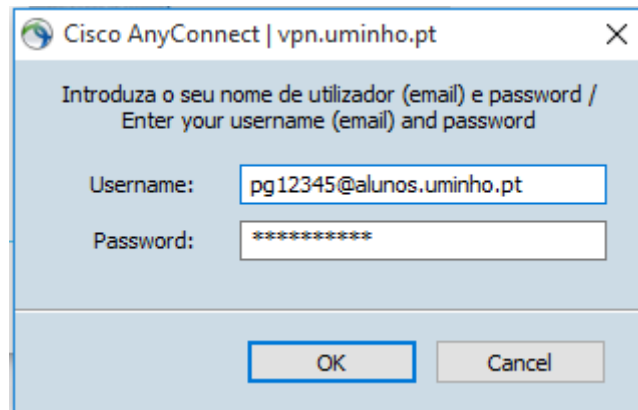 Cisco AnyConnect | vpn.uminho.pt
Introduza o seu nome de utilizador (email) e password /
Enter your username (email) and password
Username: pg12345@alunos.uminho.pt
Password: **********
OK Cancel